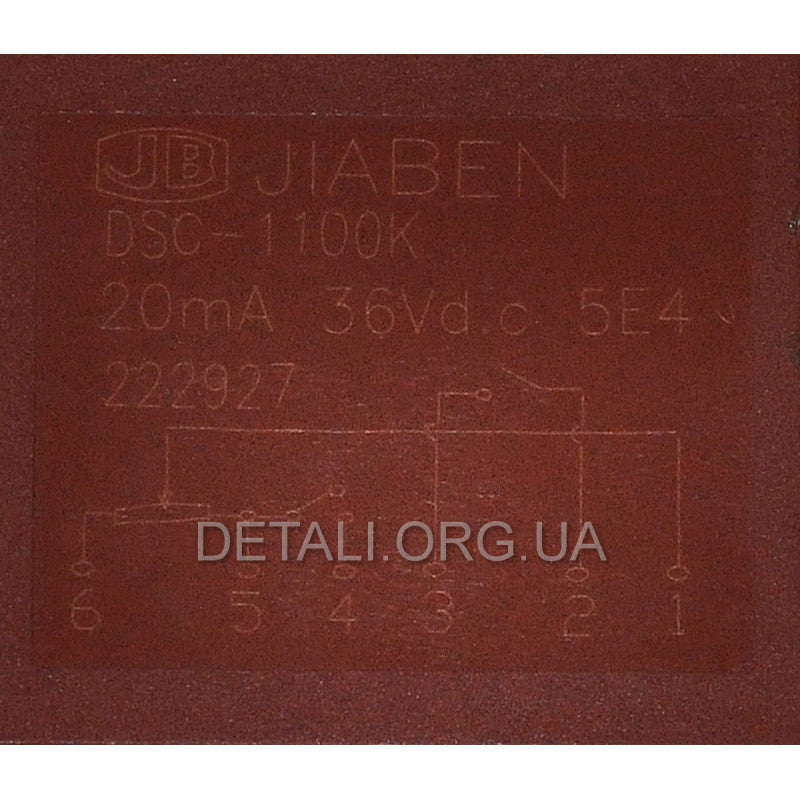 JB JIABEN
DSC-1100K
20mA 36Vd.c 5E4
222927
DETALI.ORG.UA
6 5 4 3 2 1